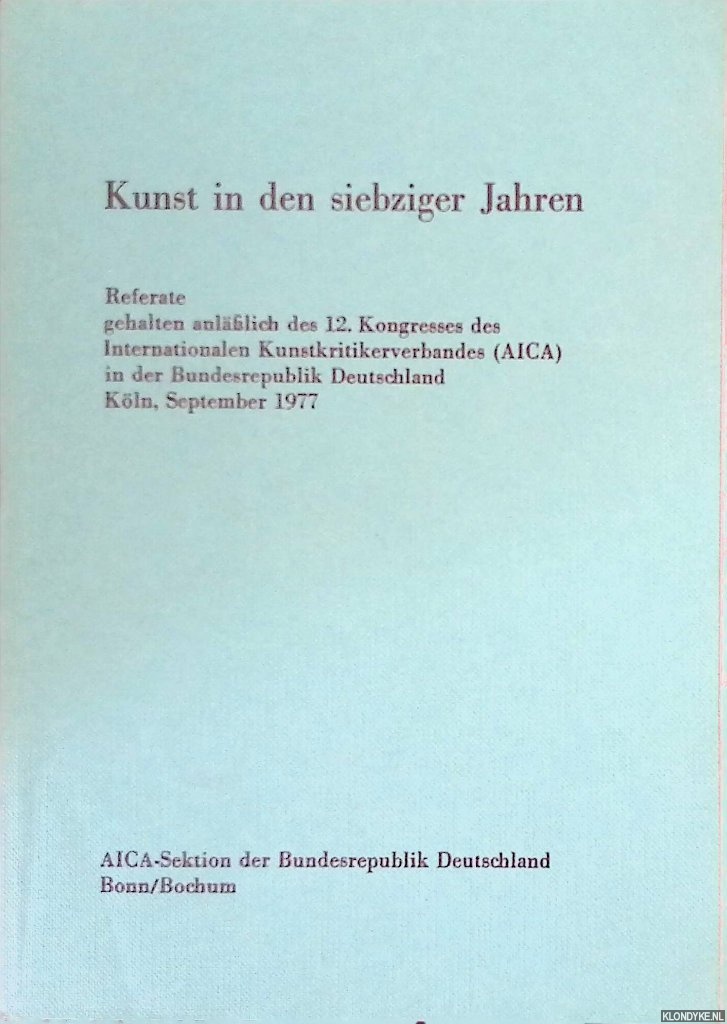 Kunst in den siebziger Jahren
Referate
gehalten anläßlich des 12. Kongresses des
Internationalen Kunstkritikerverbandes (AICA)
in der Bundesrepublik Deutschland
Köln, September 1977
AICA-Sektion der Bundesrepublik Deutschland
Bonn/Bochum
KLONDYKE.NL